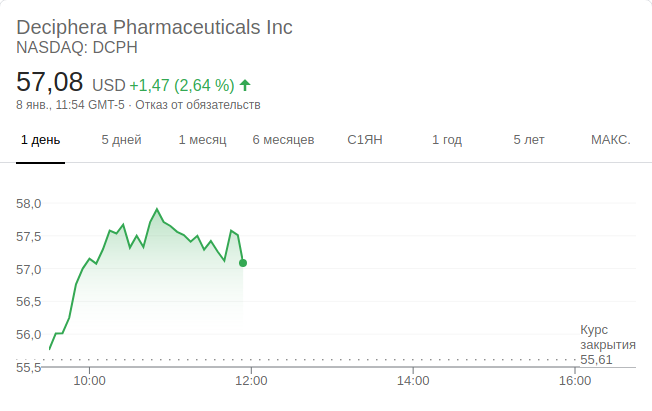 Deciphera Pharmaceuticals Inc
NASDAQ: DCPH
57,08 USD +1,47 (2,64 %)
8 янв., 11:54 GMT-5 · Отказ от обязательств
1 день 5 дней 1 месяц 6 месяцев С1ЯН 1 год 5 лет МАКС.
58,0
57,5
57,0
56,5
56,0
55,5
Курс
закрытия
55,61
10:00 12:00 14:00 16:00